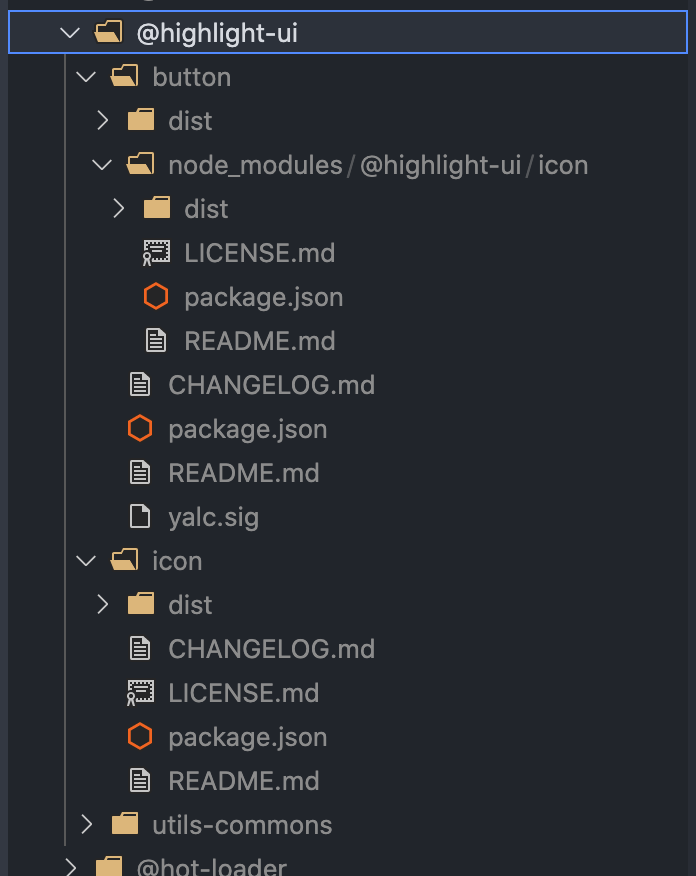 @highlight-ui
button
dist
node_modules/@highlight-ui/icon
dist
LICENSE.md
package.json
README.md
CHANGELOG.md
package.json
README.md
yalc.sig
icon
dist
CHANGELOG.md
LICENSE.md
package.json
README.md
utils-commons
@hot-loader